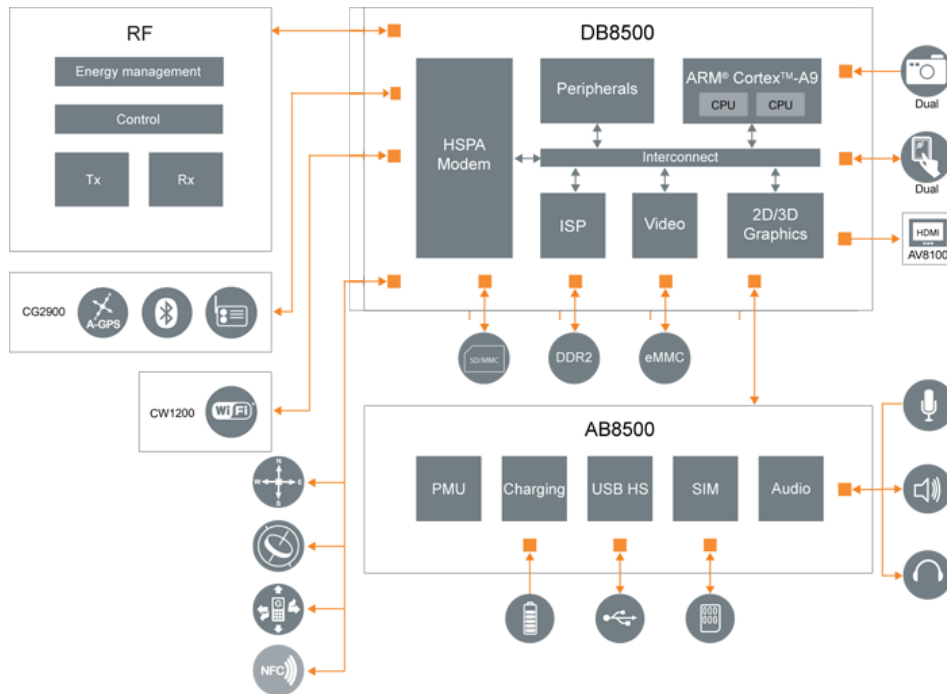 RF
Energy management
Control
Tx
Rx
DB8500
HSPA
Modem
Peripherals
ARM® Cortex™-A9
CPU
CPU
Interconnect
ISP
Video
2D/3D
Graphics
Dual
Dual
HDMI
AV8100
CG2900
A-GPS
CW1200
WiFi
SD/MMC
DDR2
eMMC
AB8500
PMU
Charging
USB HS
SIM
Audio
N
W
E
S
G
NFC